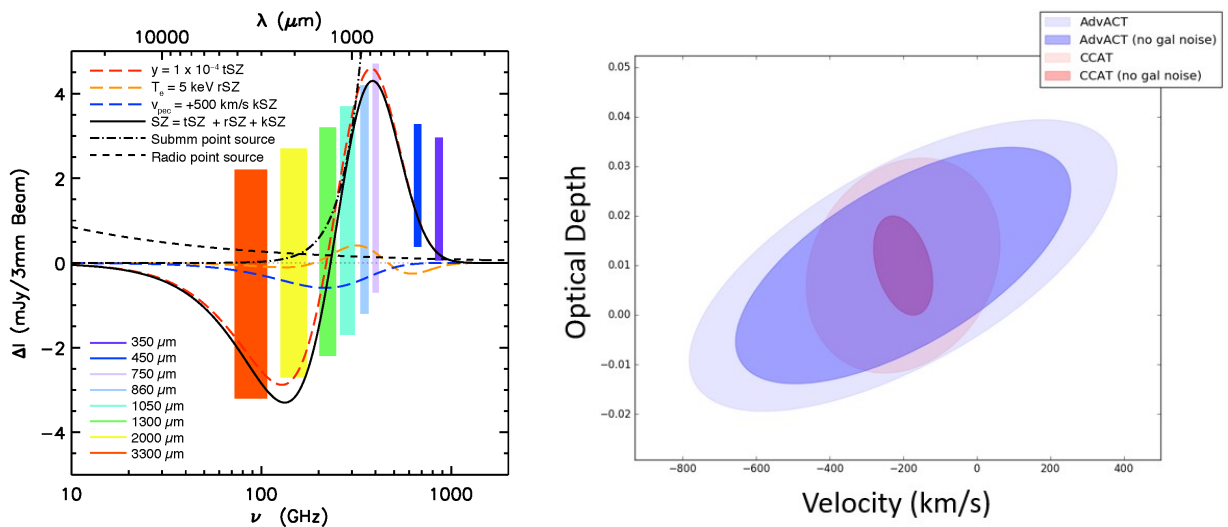 λ (μm)
10000 1000
y = 1 x 10⁻⁴ tSZ
Tₑ = 5 keV rSZ
vₚₑc = +500 km/s kSZ
SZ = tSZ + rSZ + kSZ
Submm point source
Radio point source
4
2
0
−2
−4
ΔI (mJy/3mm Beam)
350 μm
450 μm
750 μm
860 μm
1050 μm
1300 μm
2000 μm
3300 μm
10 100 1000
ν (GHz)
AdvACT
AdvACT (no gal noise)
CCAT
CCAT (no gal noise)
0.05
0.04
0.03
0.02
0.01
0.00
−0.01
−0.02
Optical Depth
−800 −600 −400 −200 0 200 400
Velocity (km/s)